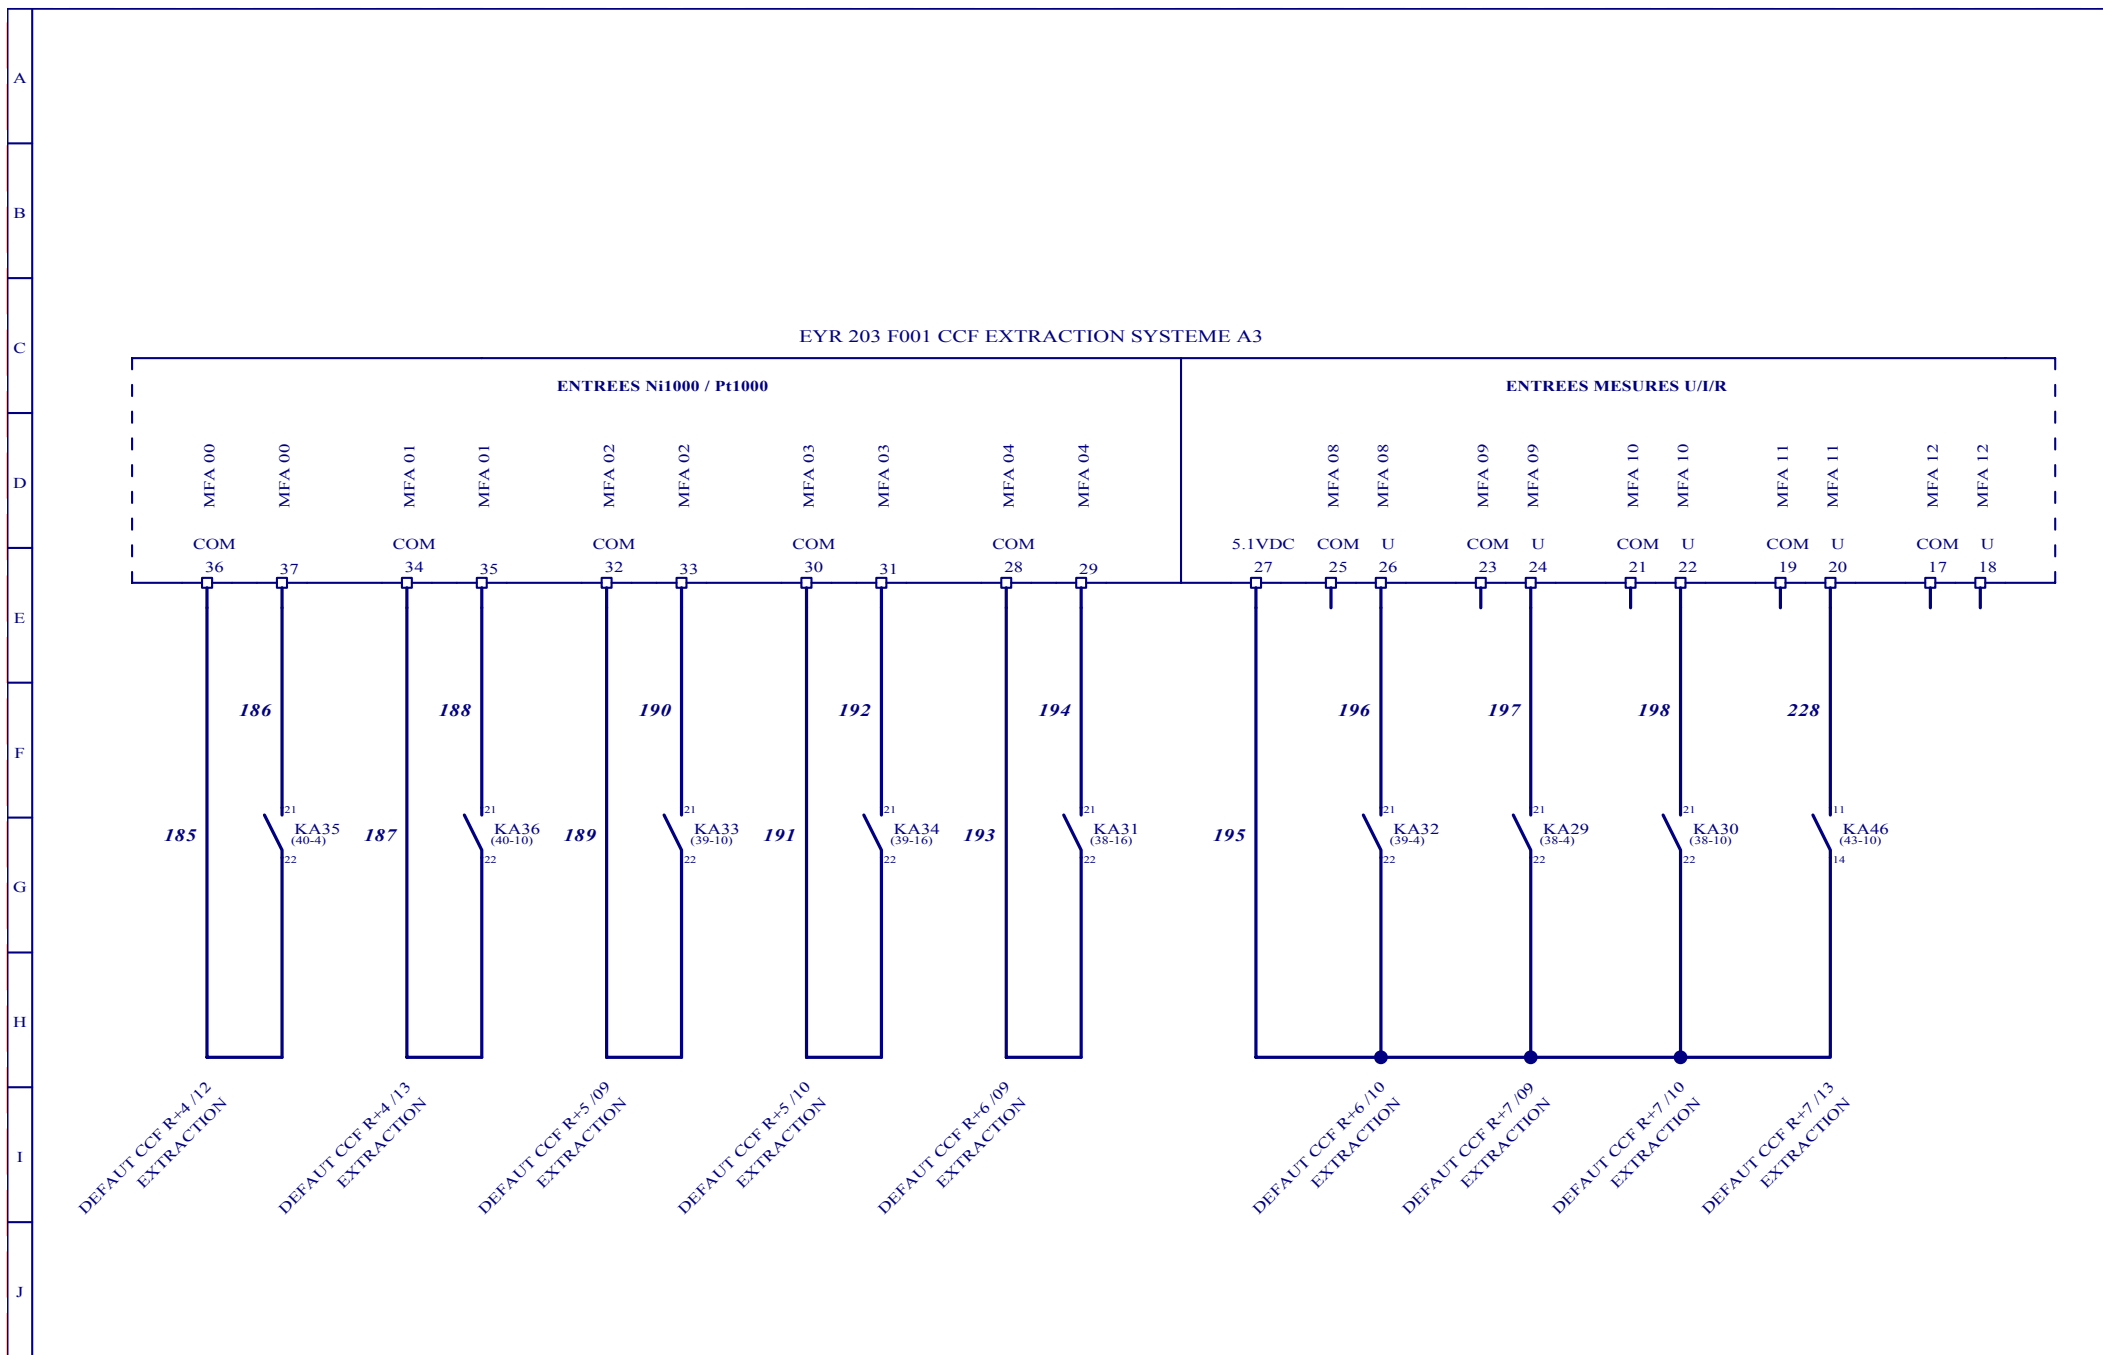 A
B
C
D
E
F
G
H
I
J
EYR 203 F001 CCF EXTRACTION SYSTEME A3
ENTREES Ni1000 / Pt1000
ENTREES MESURES U/I/R
MFA 00
MFA 00
MFA 01
MFA 01
MFA 02
MFA 02
MFA 03
MFA 03
MFA 04
MFA 04
MFA 08
MFA 08
MFA 09
MFA 09
MFA 10
MFA 10
MFA 11
MFA 11
MFA 12
MFA 12
COM COM COM COM COM 5.1VDC COM U COM U COM U COM U COM U
36 37 34 35 32 33 30 31 28 29 27 25 26 23 24 21 22 19 20 17 18
186 188 190 192 194 196 197 198 228
21 21 21 21 21 21 21 21 11
185 KA35 187 KA36 189 KA33 191 KA34 193 KA31 195 KA32 KA29 KA30 KA46
(40-4) (40-10) (39-10) (39-16) (38-16) (39-4) (38-4) (38-10) (43-10)
22 22 22 22 22 22 22 22 14
DEFAUT CCF R+4 /12
EXTRACTION
DEFAUT CCF R+4 /13
EXTRACTION
DEFAUT CCF R+5 /09
EXTRACTION
DEFAUT CCF R+5 /10
EXTRACTION
DEFAUT CCF R+6 /09
EXTRACTION
DEFAUT CCF R+6 /10
EXTRACTION
DEFAUT CCF R+7 /09
EXTRACTION
DEFAUT CCF R+7 /10
EXTRACTION
DEFAUT CCF R+7 /13
EXTRACTION